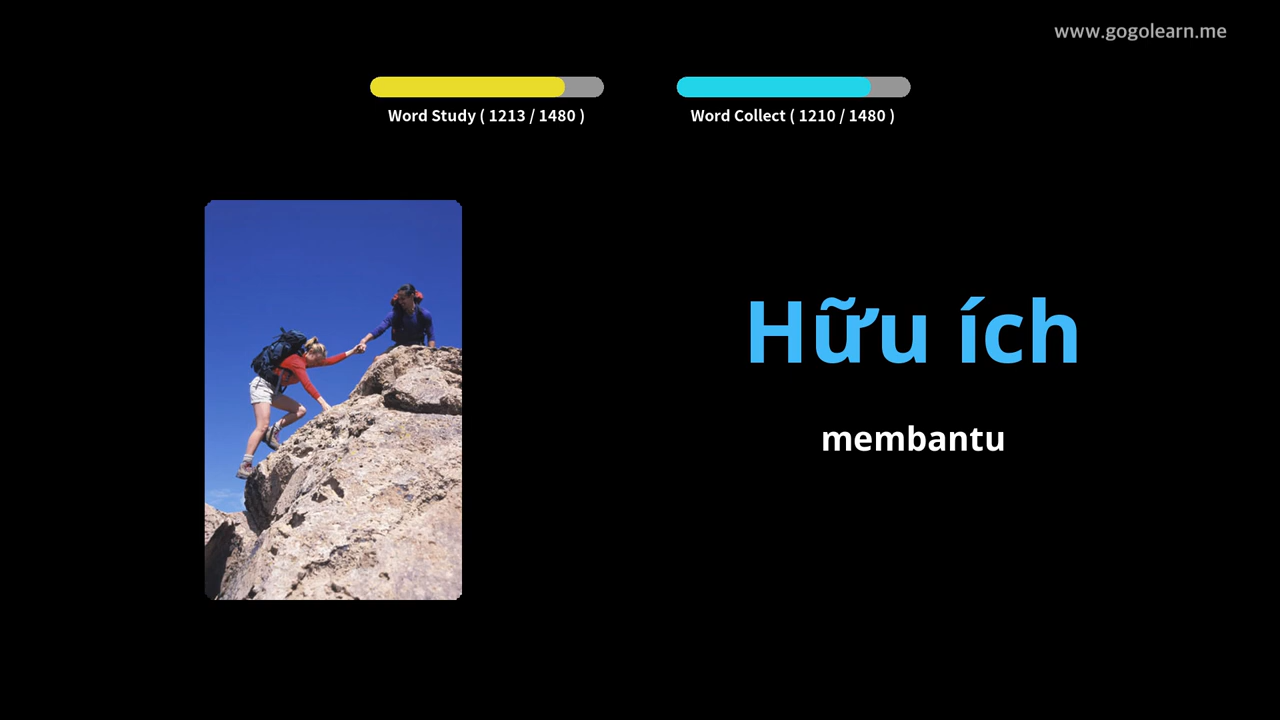 www.gogolearn.me
Word Study ( 1213 / 1480 )
Word Collect ( 1210 / 1480 )
Hữu ích
membantu